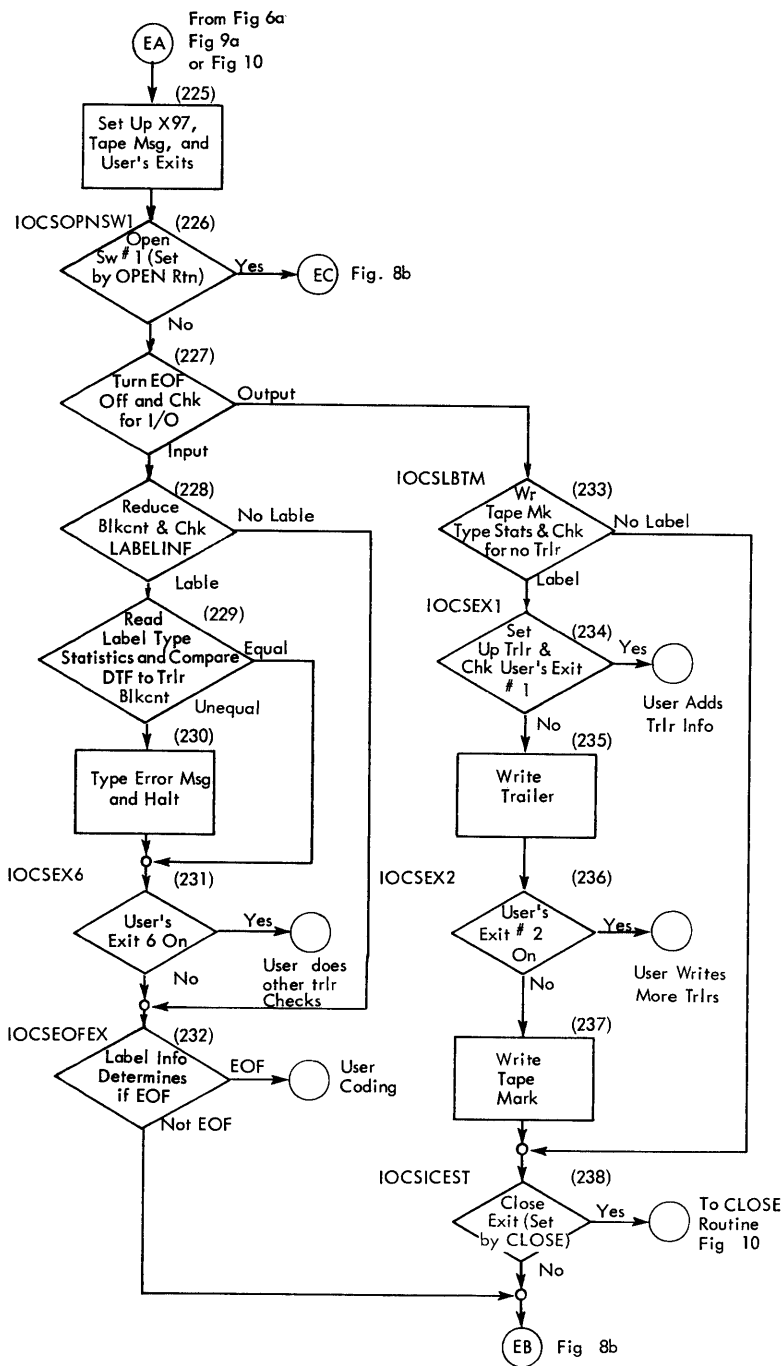 From Fig 6a
Fig 9a
or Fig 10
EA
(225)
Set Up X97,
Tape Msg, and
User's Exits
IOCSOPNSW1
(226)
Open
Sw # 1 (Set
by OPEN Rtn)
Yes
EC
Fig. 8b
No
(227)
Turn EOF
Off and Chk
for I/O
Output
Input
(228)
Reduce
Blkcnt & Chk
LABELINF
No Lable
Lable
(229)
Read
Label Type
Statistics and Compare
DTF to Trlr
Blkcnt
Equal
Unequal
(230)
Type Error Msg
and Halt
IOCSEX6
(231)
User's
Exit 6 On
Yes
User does
other trlr
Checks
No
IOCSEOFEX
(232)
Label Info
Determines
if EOF
EOF
User
Coding
Not EOF
IOCSLBTM
(233)
Wr
Tape Mk
Type Stats & Chk
for no Trlr
No Label
Label
IOCSEX1
(234)
Set
Up Trlr &
Chk User's Exit
# 1
Yes
User Adds
Trlr Info
No
(235)
Write
Trailer
IOCSEX2
(236)
User's
Exit # 2
On
Yes
User Writes
More Trlrs
No
(237)
Write
Tape
Mark
IOCSICEST
(238)
Close
Exit (Set
by CLOSE)
Yes
To CLOSE
Routine
Fig 10
No
EB
Fig 8b